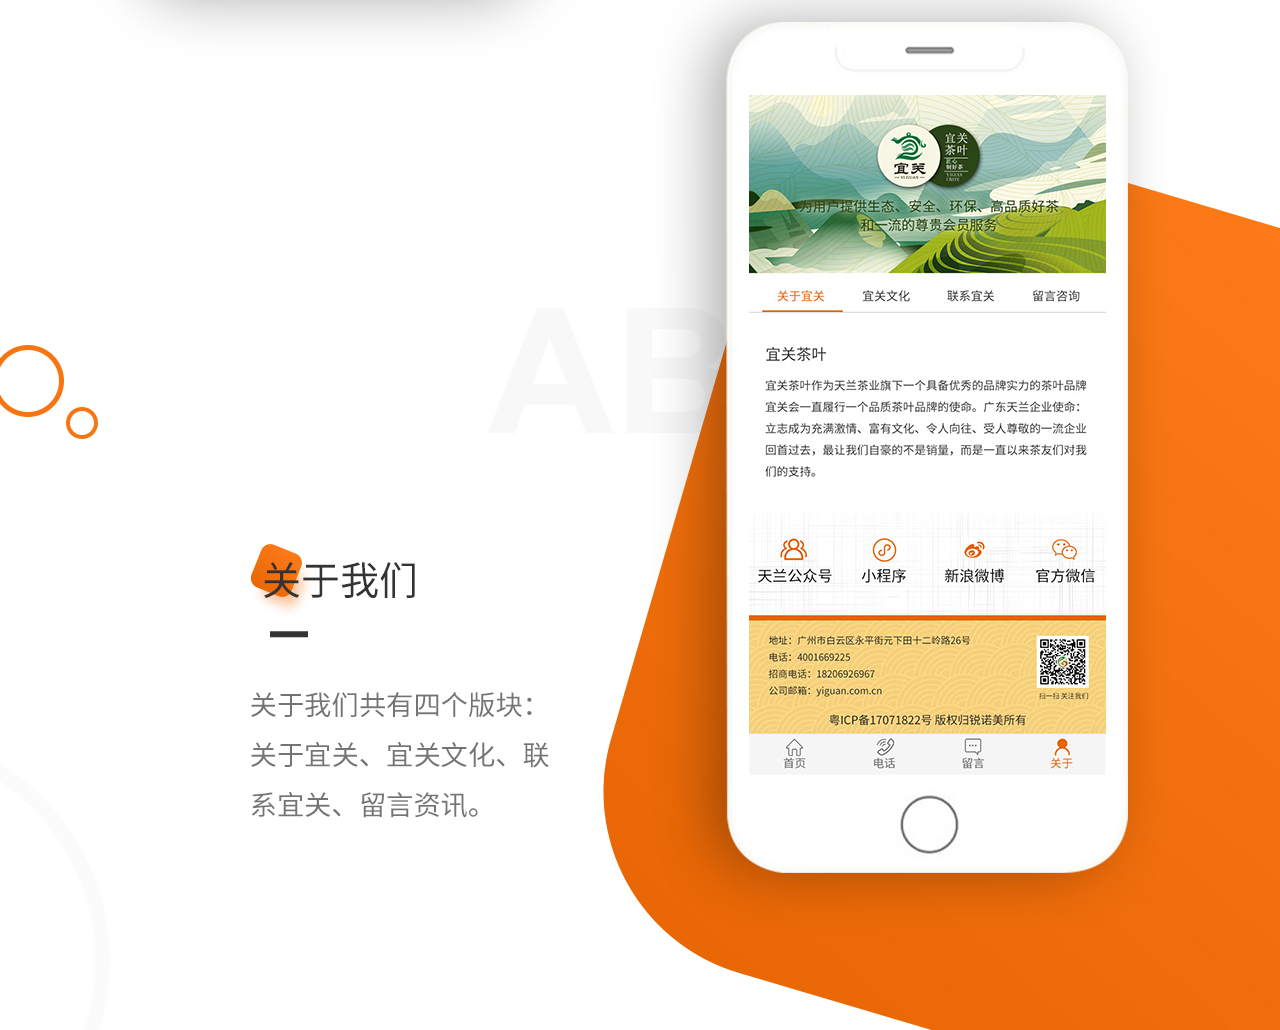 宜关
茶叶
匠心
制好茶
YIGUAN
宜关
YI GUAN
为用户提供生态、安全、环保、高品质好茶
和一流的尊贵会员服务
关于宜关 宜关文化 联系宜关 留言咨询
AB
宜关茶叶
宜关茶叶作为天兰茶业旗下一个具备优秀的品牌实力的茶叶品牌
宜关会一直履行一个品质茶叶品牌的使命。广东天兰企业使命：
立志成为充满激情、富有文化、令人向往、受人尊敬的一流企业
回首过去，最让我们自豪的不是销量，而是一直以来茶友们对我
们的支持。
天兰公众号 小程序 新浪微博 官方微信
关于我们
关于我们共有四个版块：
关于宜关、宜关文化、联
系宜关、留言资讯。
地址：广州市白云区永平街元下田十二岭路26号
电话：4001669225
招商电话：18206926967
公司邮箱：yiguan.com.cn
扫一扫 关注我们
粤ICP备17071822号 版权归锐诺美所有
首页 电话 留言 关于